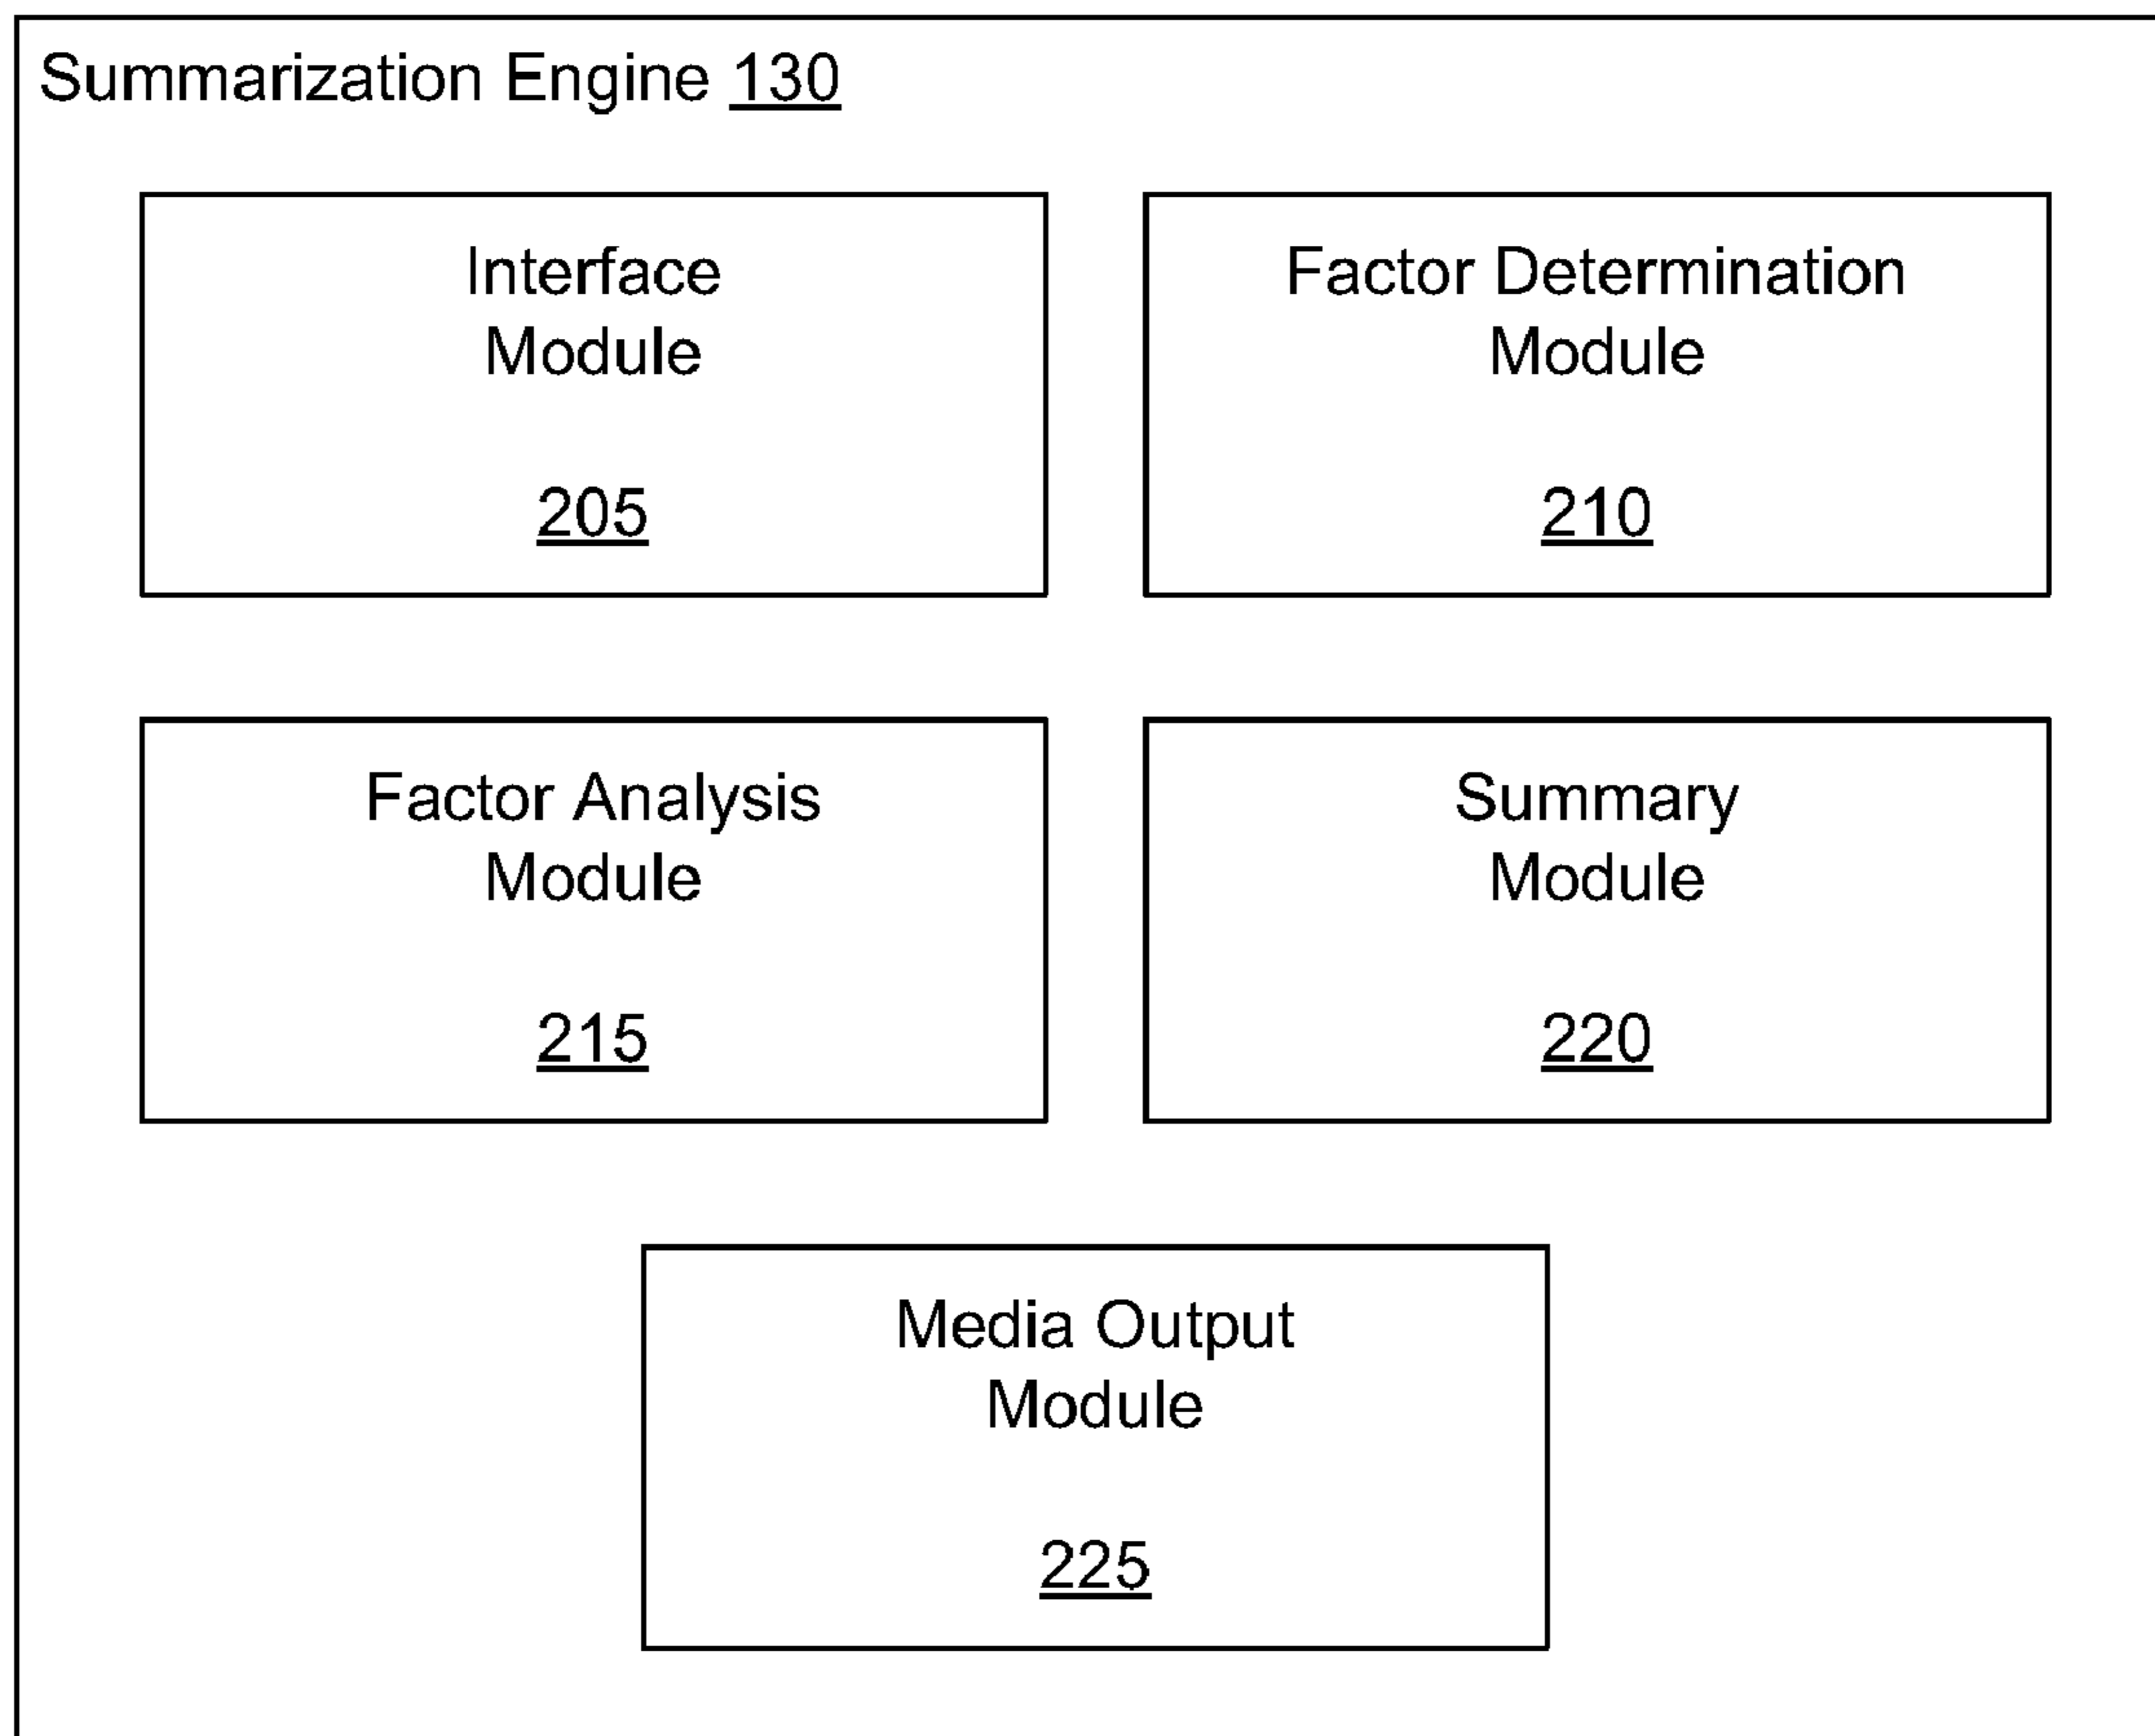 Summarization Engine 130
Interface
Module
205
Factor Determination
Module
210
Factor Analysis
Module
215
Summary
Module
220
Media Output
Module
225